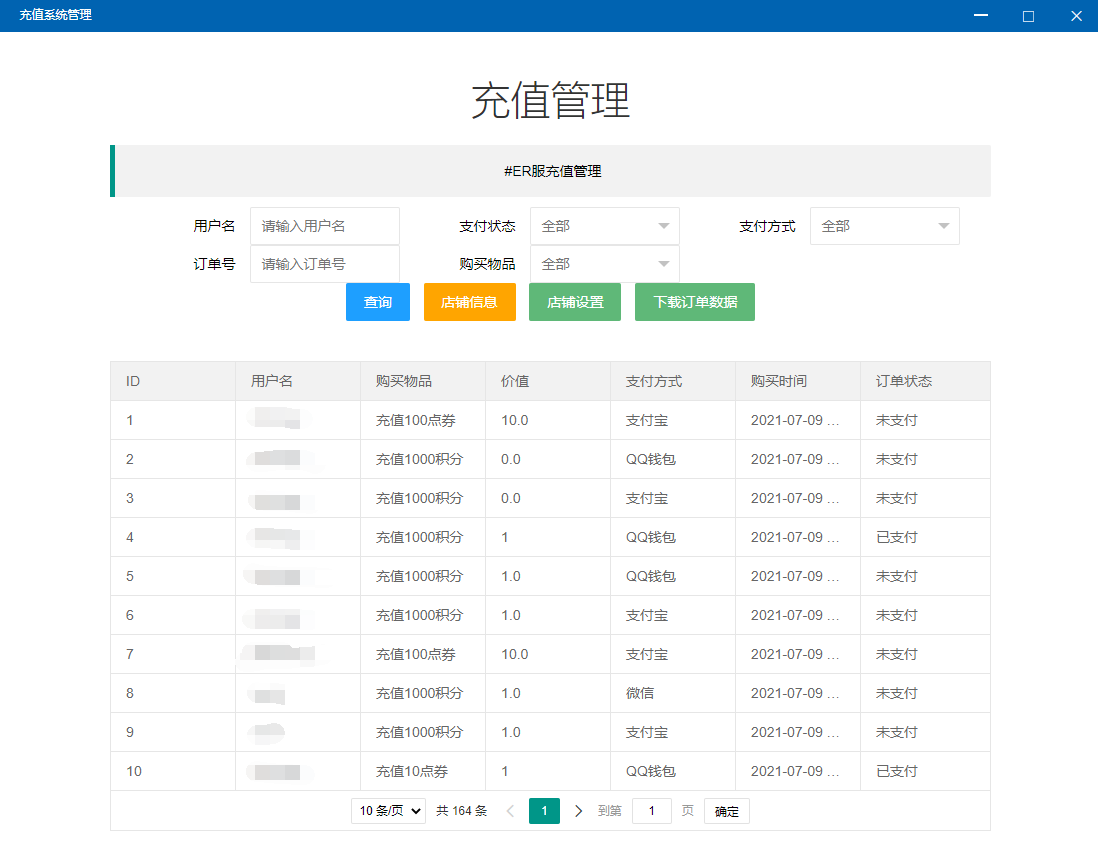 充值系统管理
充值管理
#ER服充值管理
用户名 请输入用户名 支付状态 全部 支付方式 全部
订单号 请输入订单号 购买物品 全部
查询 店铺信息 店铺设置 下载订单数据
ID 用户名 购买物品 价值 支付方式 购买时间 订单状态
1 充值100点券 10.0 支付宝 2021-07-09 ... 未支付
2 充值1000积分 0.0 QQ钱包 2021-07-09 ... 未支付
3 充值1000积分 0.0 支付宝 2021-07-09 ... 未支付
4 充值1000积分 1 QQ钱包 2021-07-09 ... 已支付
5 充值1000积分 1.0 QQ钱包 2021-07-09 ... 未支付
6 充值1000积分 1.0 支付宝 2021-07-09 ... 未支付
7 充值100点券 10.0 支付宝 2021-07-09 ... 未支付
8 充值1000积分 1.0 微信 2021-07-09 ... 未支付
9 充值1000积分 1.0 支付宝 2021-07-09 ... 未支付
10 充值10点券 1 QQ钱包 2021-07-09 ... 已支付
10 条/页 共 164 条 1 到第 1 页 确定